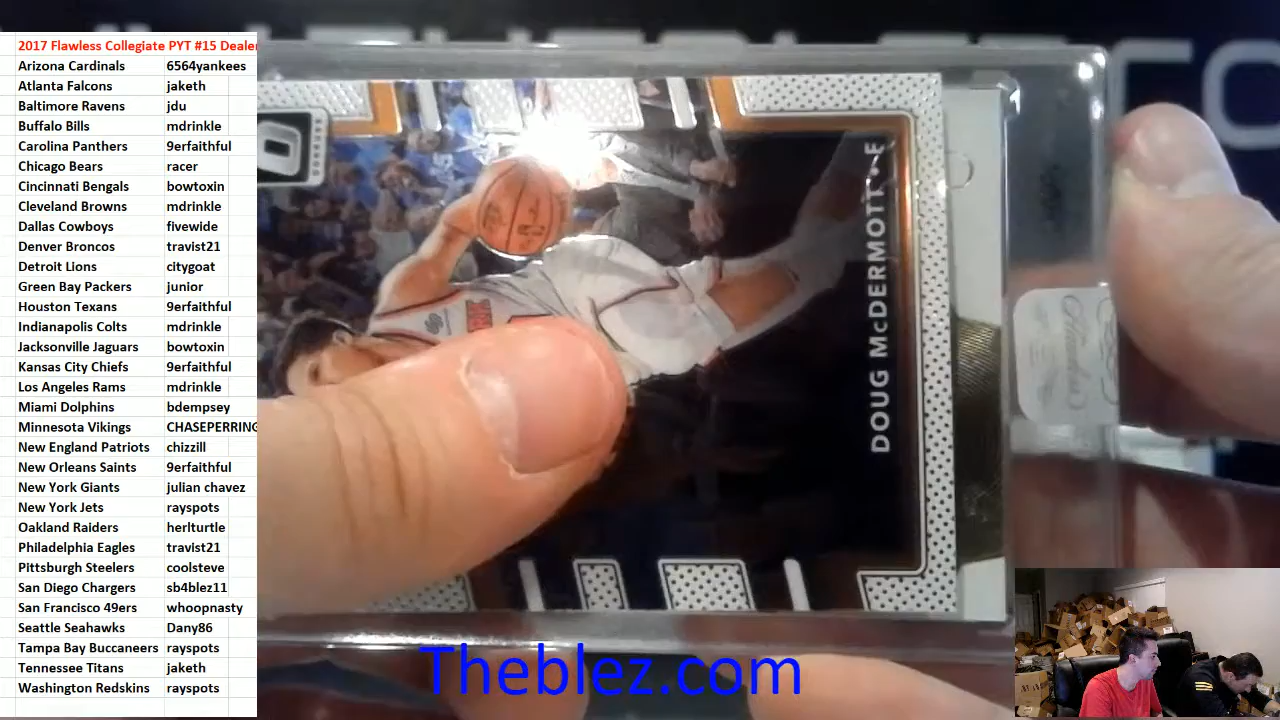 2017 Flawless Collegiate PYT #15 Dealer
Arizona Cardinals 6564yankees
Atlanta Falcons jaketh
Baltimore Ravens jdu
Buffalo Bills mdrinkle
Carolina Panthers 9erfaithful
Chicago Bears racer
Cincinnati Bengals bowtoxin
Cleveland Browns mdrinkle
Dallas Cowboys fivewide
Denver Broncos travist21
Detroit Lions citygoat
Green Bay Packers junior
Houston Texans 9erfaithful
Indianapolis Colts mdrinkle
Jacksonville Jaguars bowtoxin
Kansas City Chiefs 9erfaithful
Los Angeles Rams mdrinkle
Miami Dolphins bdempsey
Minnesota Vikings CHASEPERRING
New England Patriots chizzill
New Orleans Saints 9erfaithful
New York Giants julian chavez
New York Jets rayspots
Oakland Raiders herlturtle
Philadelphia Eagles travist21
PIttsburgh Steelers coolsteve
San Diego Chargers sb4blez11
San Francisco 49ers whoopnasty
Seattle Seahawks Dany86
Tampa Bay Buccaneers rayspots
Tennessee Titans jaketh
Washington Redskins rayspots
DOUG McDERMOTT
Theblez.com